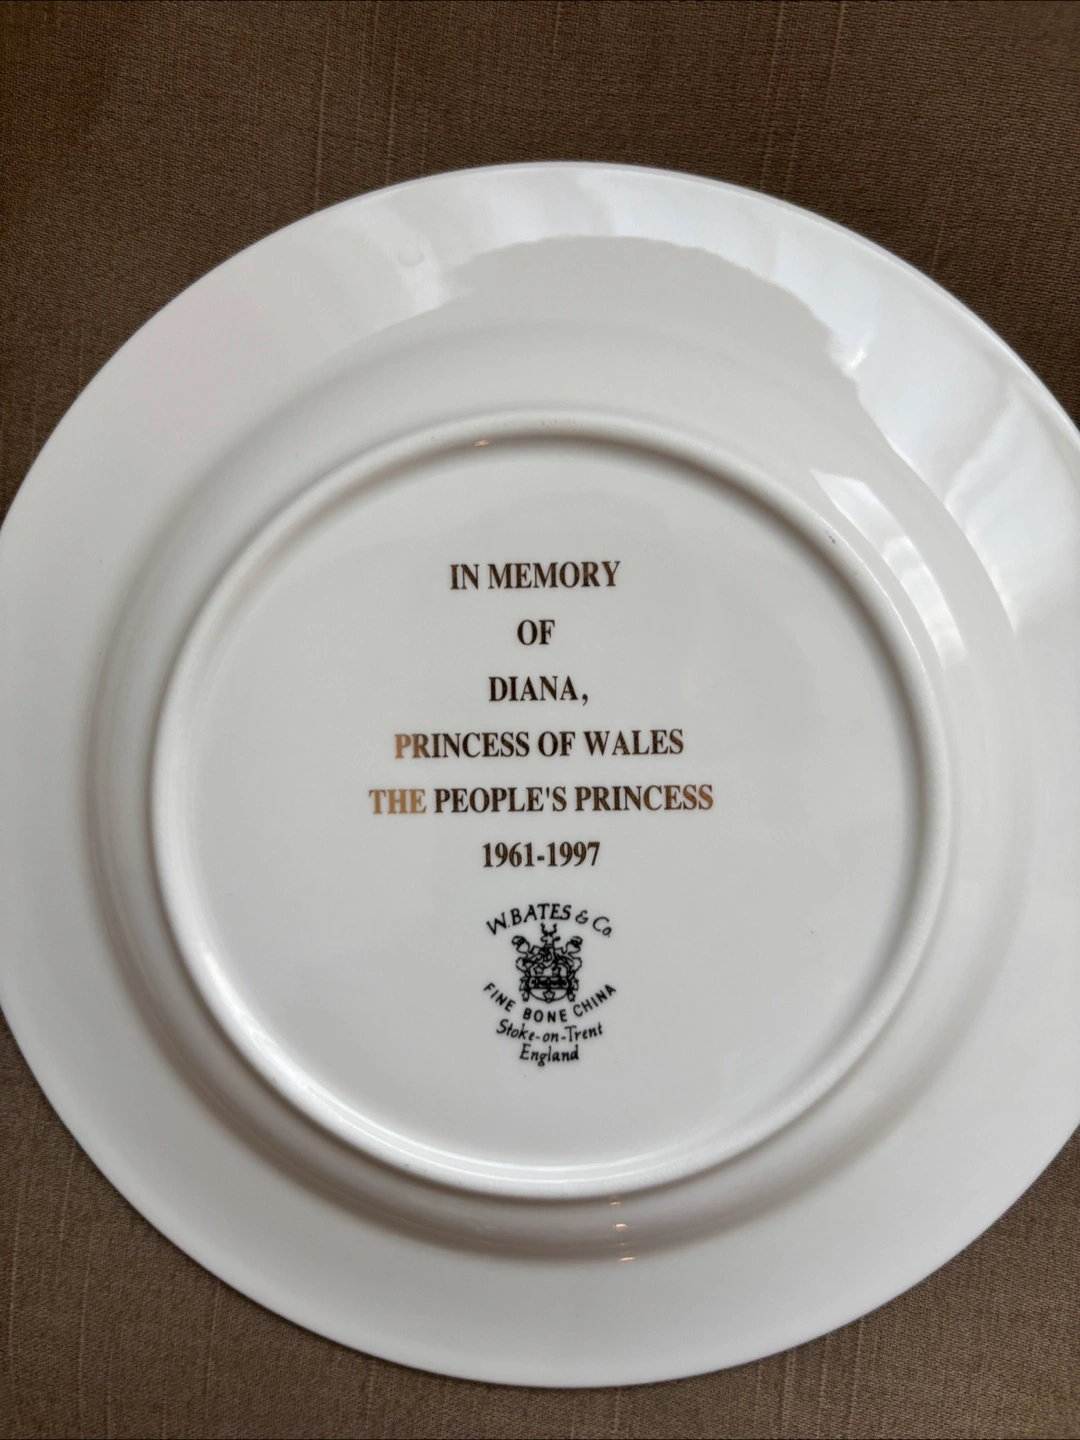 IN MEMORY
OF
DIANA,
PRINCESS OF WALES
THE PEOPLE'S PRINCESS
1961-1997
W.BATES & Co.
FINE BONE CHINA
Stoke-on-Trent
England